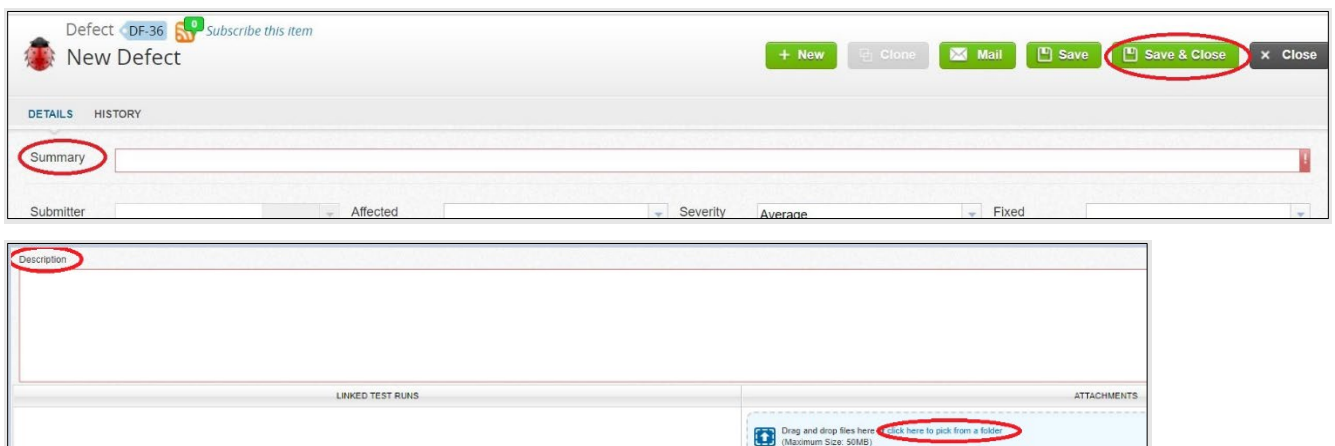 Defect DF-36 0 Subscribe this item
New Defect
+ New Clone Mail Save Save & Close x Close
DETAILS HISTORY
Summary !
Submitter Affected Severity Average Fixed
Description
LINKED TEST RUNS ATTACHMENTS
Drag and drop files here click here to pick from a folder
(Maximum Size: 50MB)